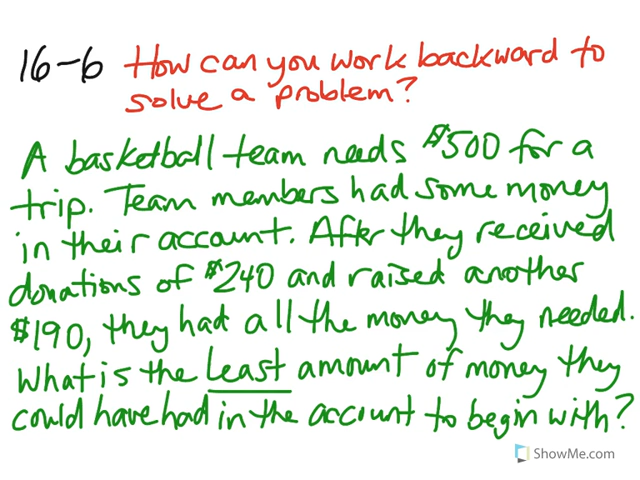 16-6 How can you work backward to
solve a problem?
A basketball team needs $500 for a
trip. Team members had some money
in their account. After they received
donations of $240 and raised another
$190, they had all the money they needed.
What is the least amount of money they
could have had in the account to begin with?
ShowMe.com